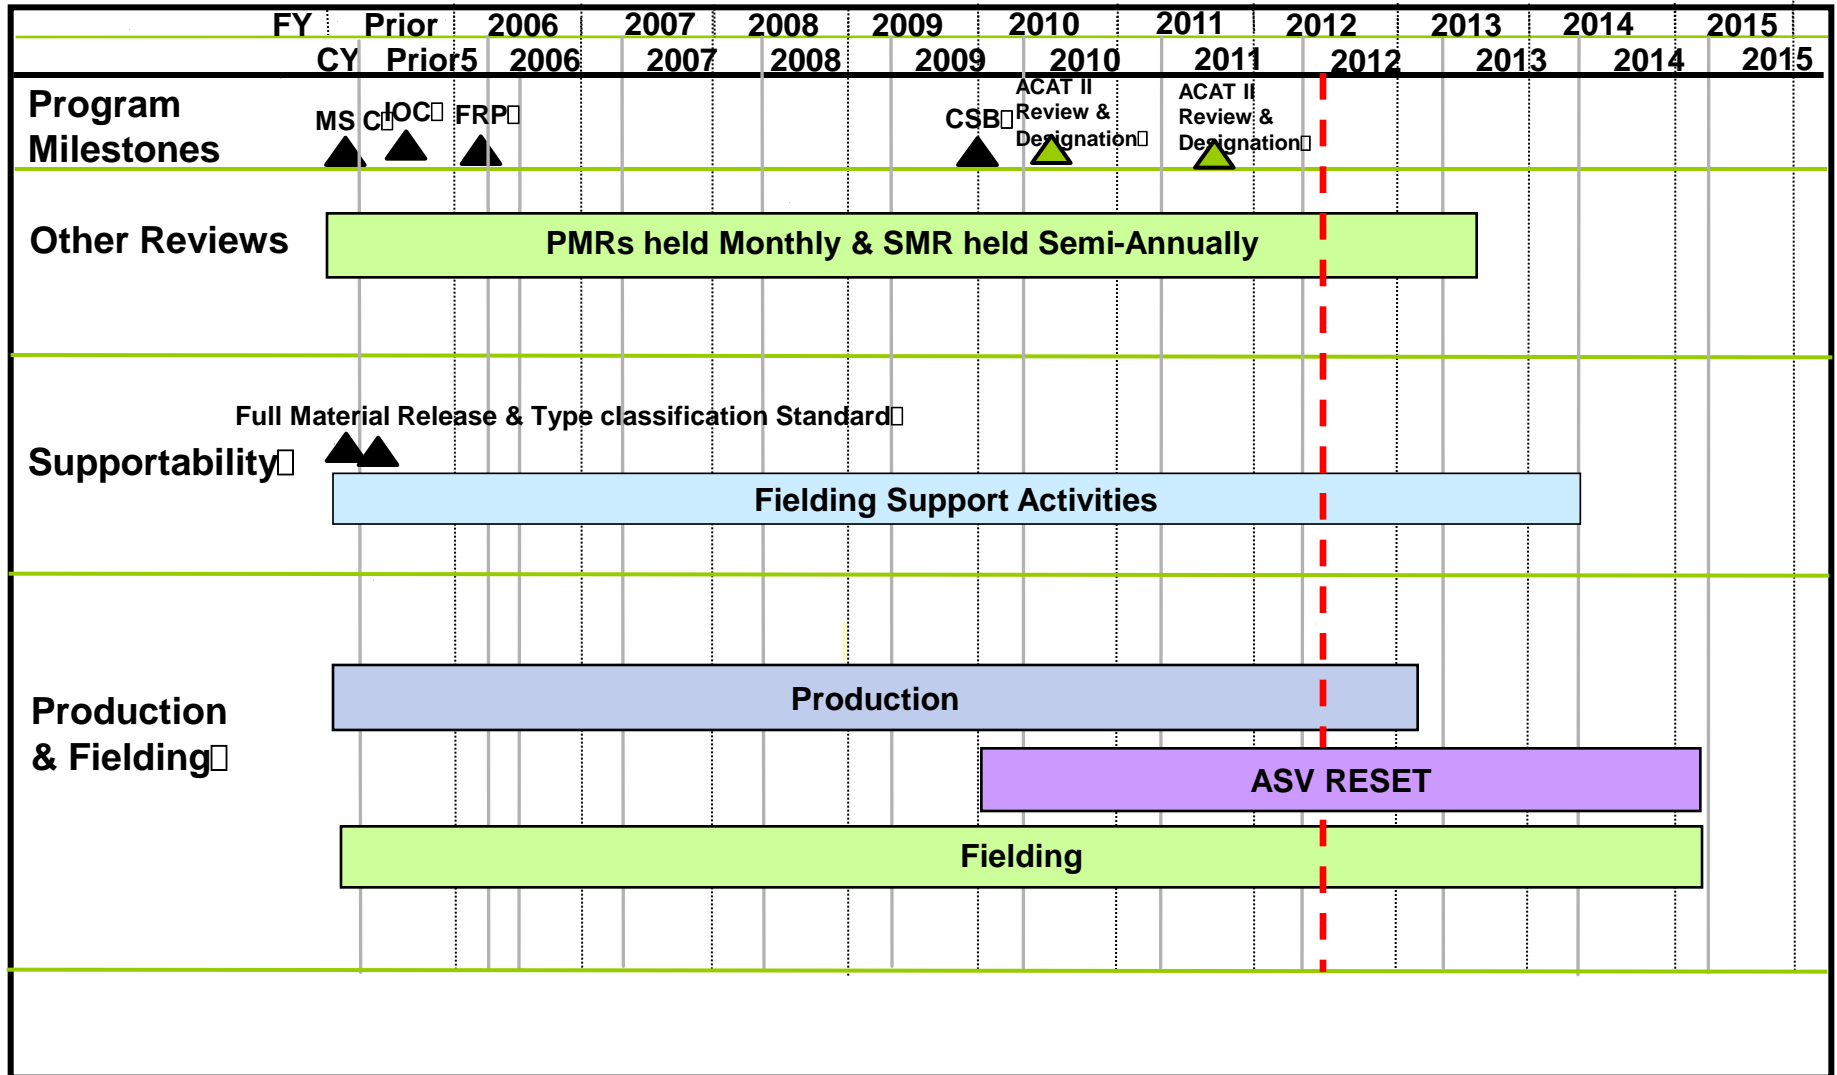 FY Prior 2006 2007 2008 2009 2010 2011 2012 2013 2014 2015
CY Prior5 2006 2007 2008 2009 2010 2011 2012 2013 2014 2015
Program
Milestones
MS C□
IOC□
FRP□
CSB□
ACAT II
Review &
Designation□
ACAT II
Review &
Designation□
Other Reviews
PMRs held Monthly & SMR held Semi-Annually
Full Material Release & Type classification Standard□
Supportability□
Fielding Support Activities
Production
& Fielding□
Production
ASV RESET
Fielding